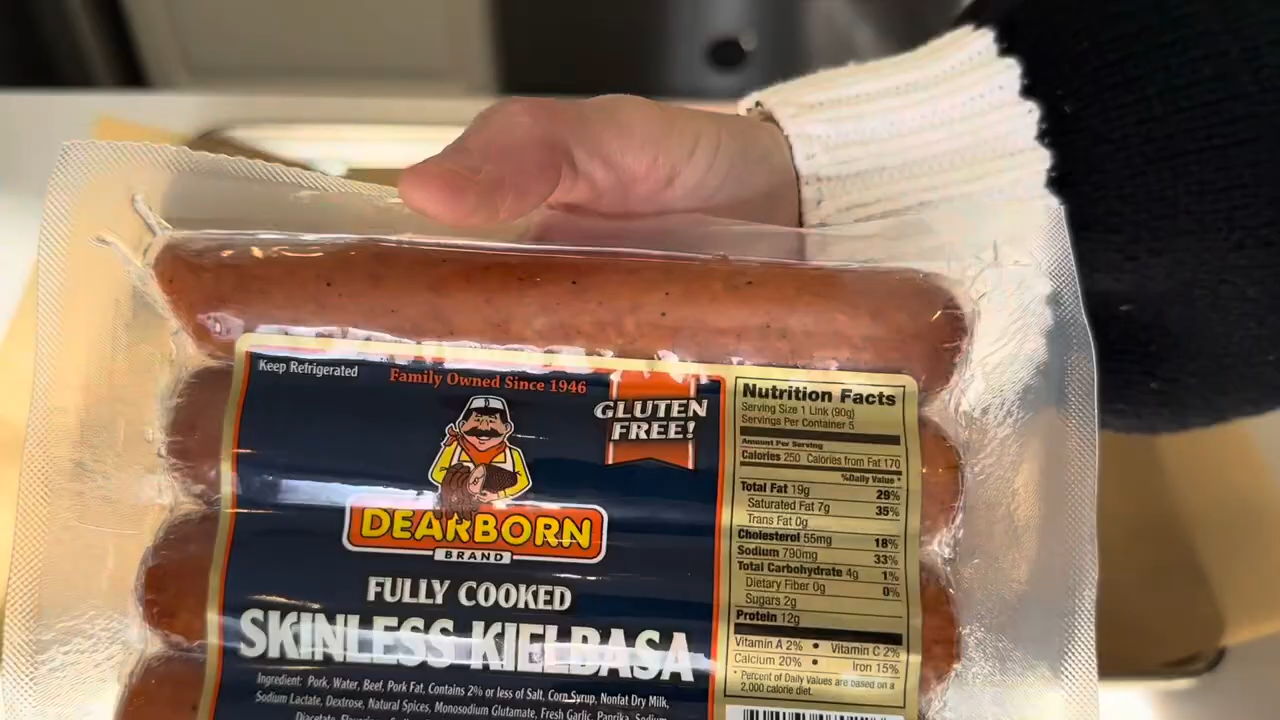 Keep Refrigerated
Family Owned Since 1946
GLUTEN
FREE!
DEARBORN
BRAND
FULLY COOKED
SKINLESS KIELBASA
Ingredient: Pork, Water, Beef, Pork Fat, Contains 2% or less of Salt, Corn Syrup, Nonfat Dry Milk,
Sodium Lactate, Dextrose, Natural Spices, Monosodium Glutamate, Fresh Garlic, Paprika, Sodium
Nutrition Facts
Serving Size 1 Link (90g)
Servings Per Container 5
Amount Per Serving
Calories 250 Calories from Fat 170
%Daily Value *
Total Fat 19g 29%
Saturated Fat 7g 35%
Trans Fat 0g
Cholesterol 55mg 18%
Sodium 790mg 33%
Total Carbohydrate 4g 1%
Dietary Fiber 0g 0%
Sugars 2g
Protein 12g
Vitamin A 2% • Vitamin C 2%
Calcium 20% • Iron 15%
* Percent of Daily Values are based on a
2,000 calorie diet.